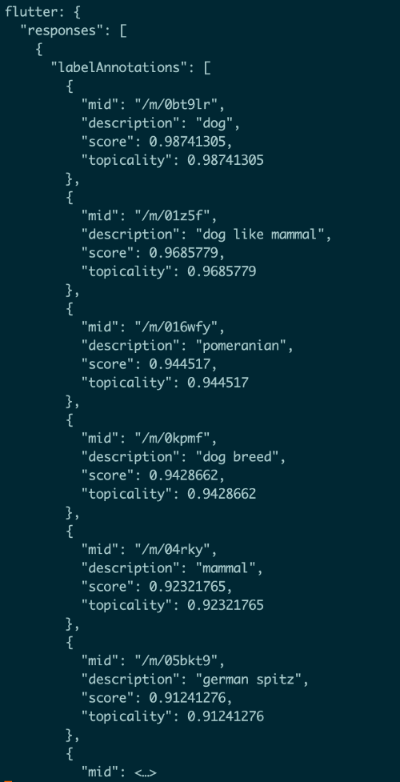 flutter: {
  "responses": [
    {
      "labelAnnotations": [
        {
          "mid": "/m/0bt9lr",
          "description": "dog",
          "score": 0.98741305,
          "topicality": 0.98741305
        },
        {
          "mid": "/m/01z5f",
          "description": "dog like mammal",
          "score": 0.9685779,
          "topicality": 0.9685779
        },
        {
          "mid": "/m/016wfy",
          "description": "pomeranian",
          "score": 0.944517,
          "topicality": 0.944517
        },
        {
          "mid": "/m/0kpmf",
          "description": "dog breed",
          "score": 0.9428662,
          "topicality": 0.9428662
        },
        {
          "mid": "/m/04rky",
          "description": "mammal",
          "score": 0.92321765,
          "topicality": 0.92321765
        },
        {
          "mid": "/m/05bkt9",
          "description": "german spitz",
          "score": 0.91241276,
          "topicality": 0.91241276
        },
        {
          "mid": <…>